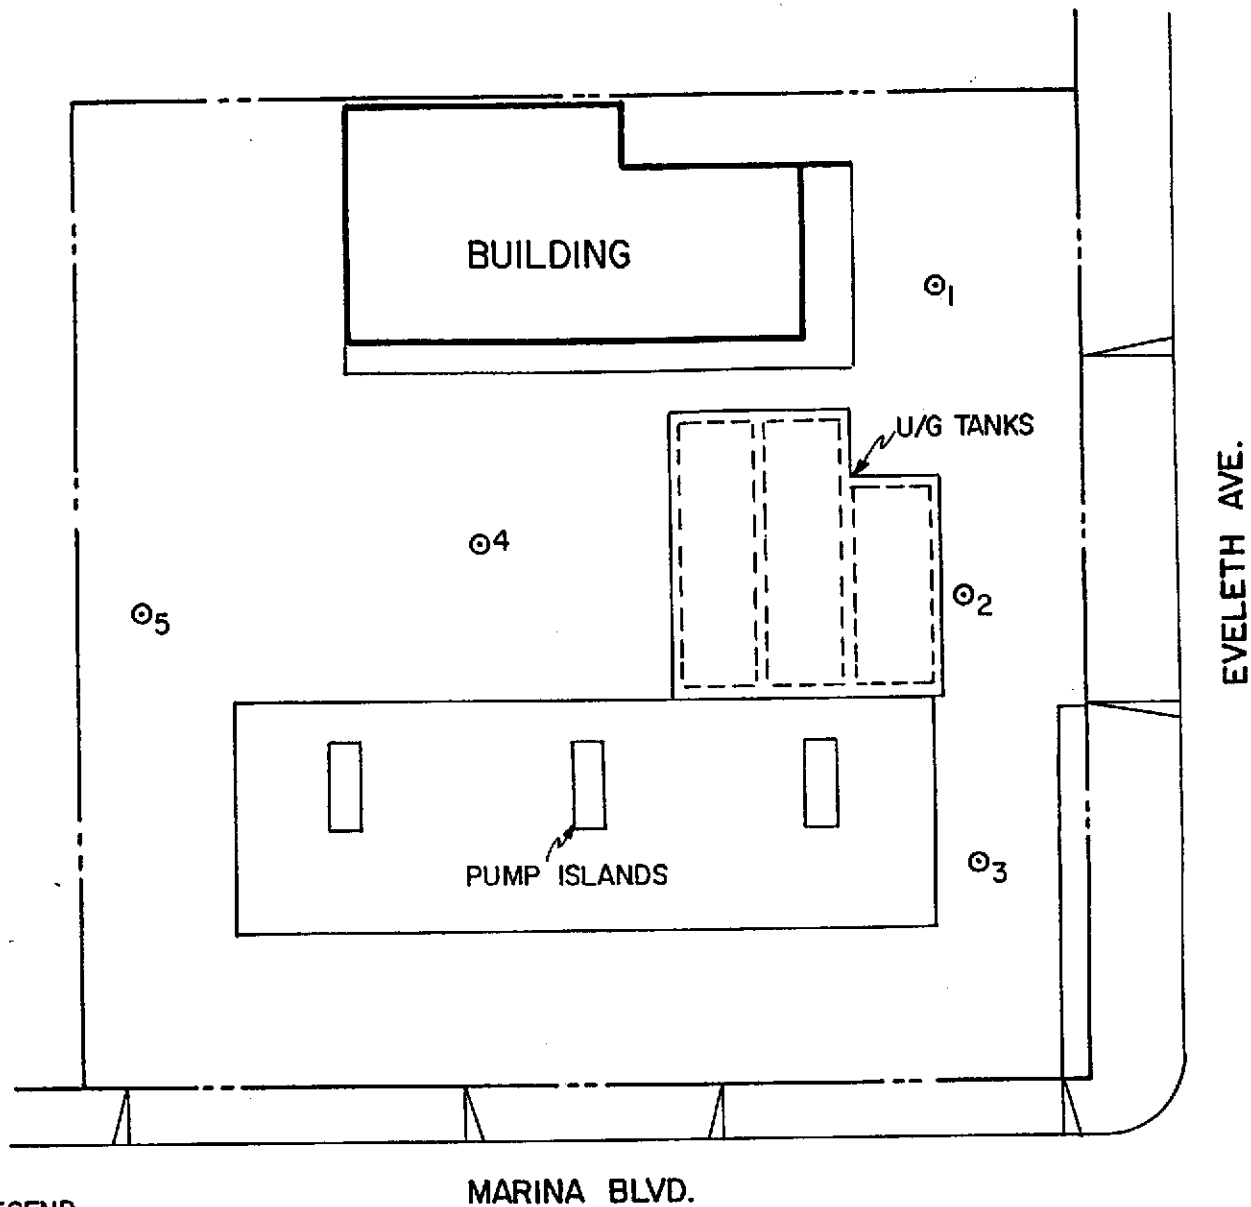 BUILDING
1
U/G TANKS
4
2
5
EVELETH AVE.
PUMP ISLANDS
3
MARINA BLVD.